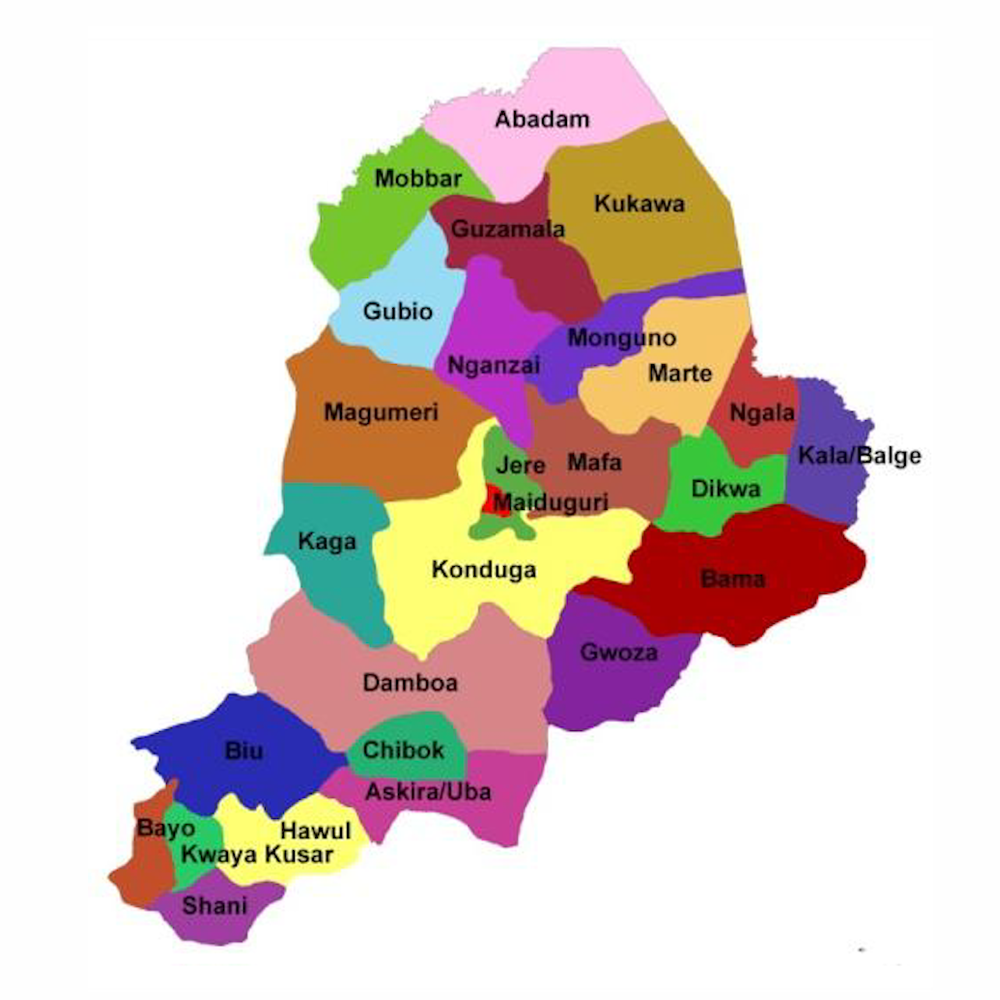 Abadam
Mobbar
Kukawa
Guzamala
Gubio
Monguno
Nganzai
Marte
Magumeri
Ngala
Kala/Balge
Jere
Mafa
Dikwa
Maiduguri
Kaga
Konduga
Bama
Gwoza
Damboa
Biu
Chibok
Askira/Uba
Bayo
Hawul
Kwaya Kusar
Shani